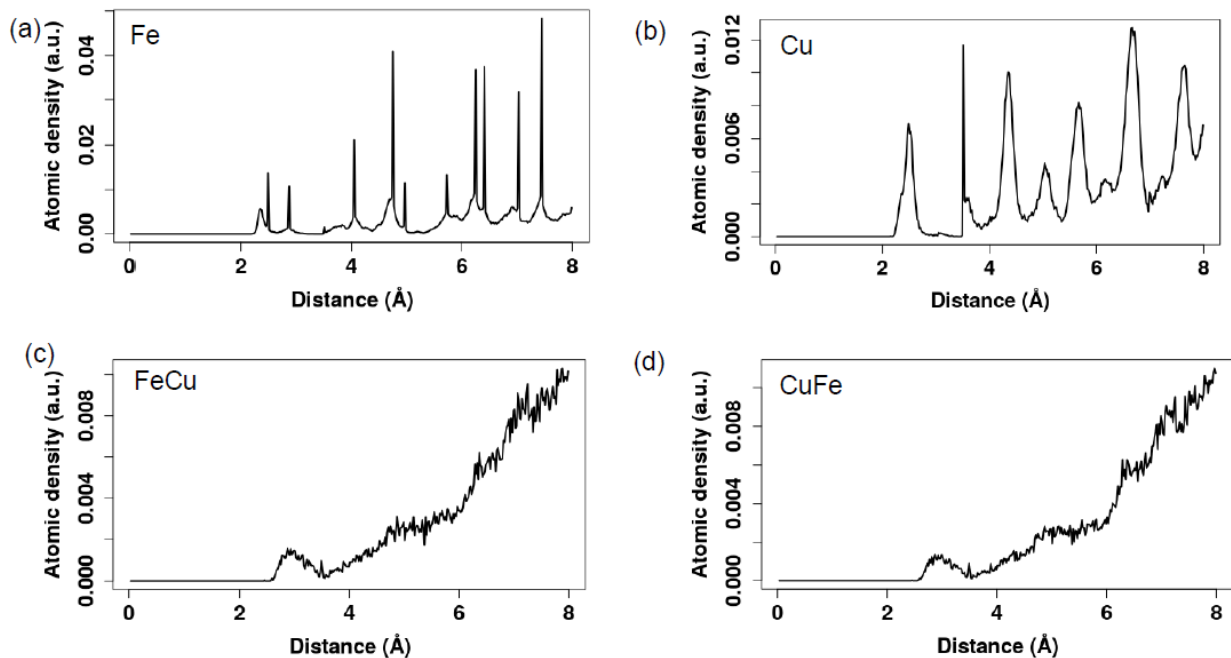 (a)
Fe
Atomic density (a.u.)
0.04
0.02
0.00
0 2 4 6 8
Distance (Å)
(b)
Cu
Atomic density (a.u.)
0.012
0.006
0.000
0 2 4 6 8
Distance (Å)
(c)
FeCu
Atomic density (a.u.)
0.008
0.004
0.000
0 2 4 6 8
Distance (Å)
(d)
CuFe
Atomic density (a.u.)
0.008
0.004
0.000
0 2 4 6 8
Distance (Å)